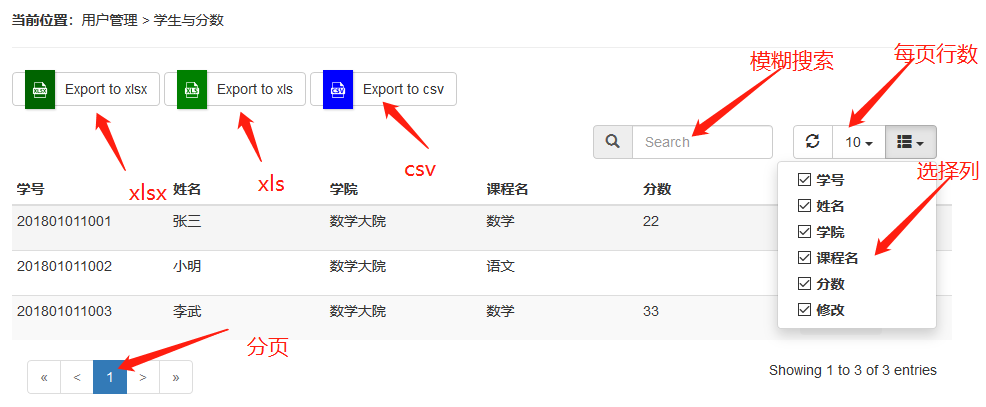 当前位置：用户管理 > 学生与分数
模糊搜索
每页行数
XLSX Export to xlsx
XLS Export to xls
CSV Export to csv
Search
10
xlsx
xls
csv
选择列
学号 姓名 学院 课程名 分数
201801011001 张三 数学大院 数学 22
201801011002 小明 数学大院 语文
201801011003 李武 数学大院 数学 33
学号
姓名
学院
课程名
分数
修改
分页
« < 1 > »
Showing 1 to 3 of 3 entries